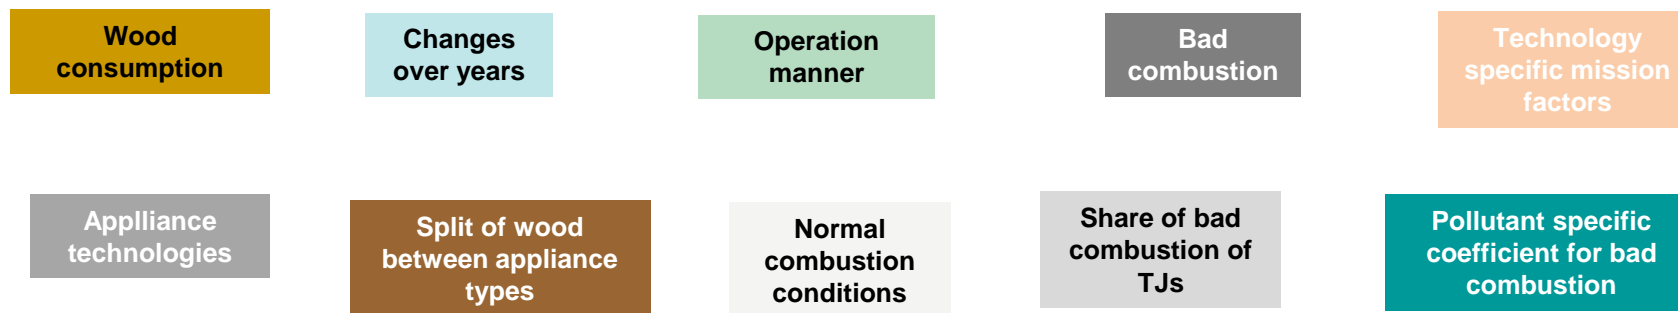 Wood
consumption
Changes
over years
Operation
manner
Bad
combustion
Technology
specific mission
factors
Applliance
technologies
Split of wood
between appliance
types
Normal
combustion
conditions
Share of bad
combustion of
TJs
Pollutant specific
coefficient for bad
combustion